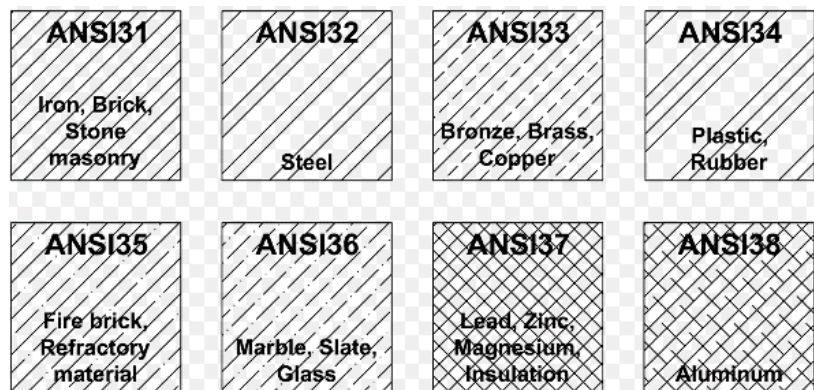 ANSI31
Iron, Brick,
Stone
masonry
ANSI32
Steel
ANSI33
Bronze, Brass,
Copper
ANSI34
Plastic,
Rubber
ANSI35
Fire brick,
Refractory
material
ANSI36
Marble, Slate,
Glass
ANSI37
Lead, Zinc,
Magnesium,
Insulation
ANSI38
Aluminum